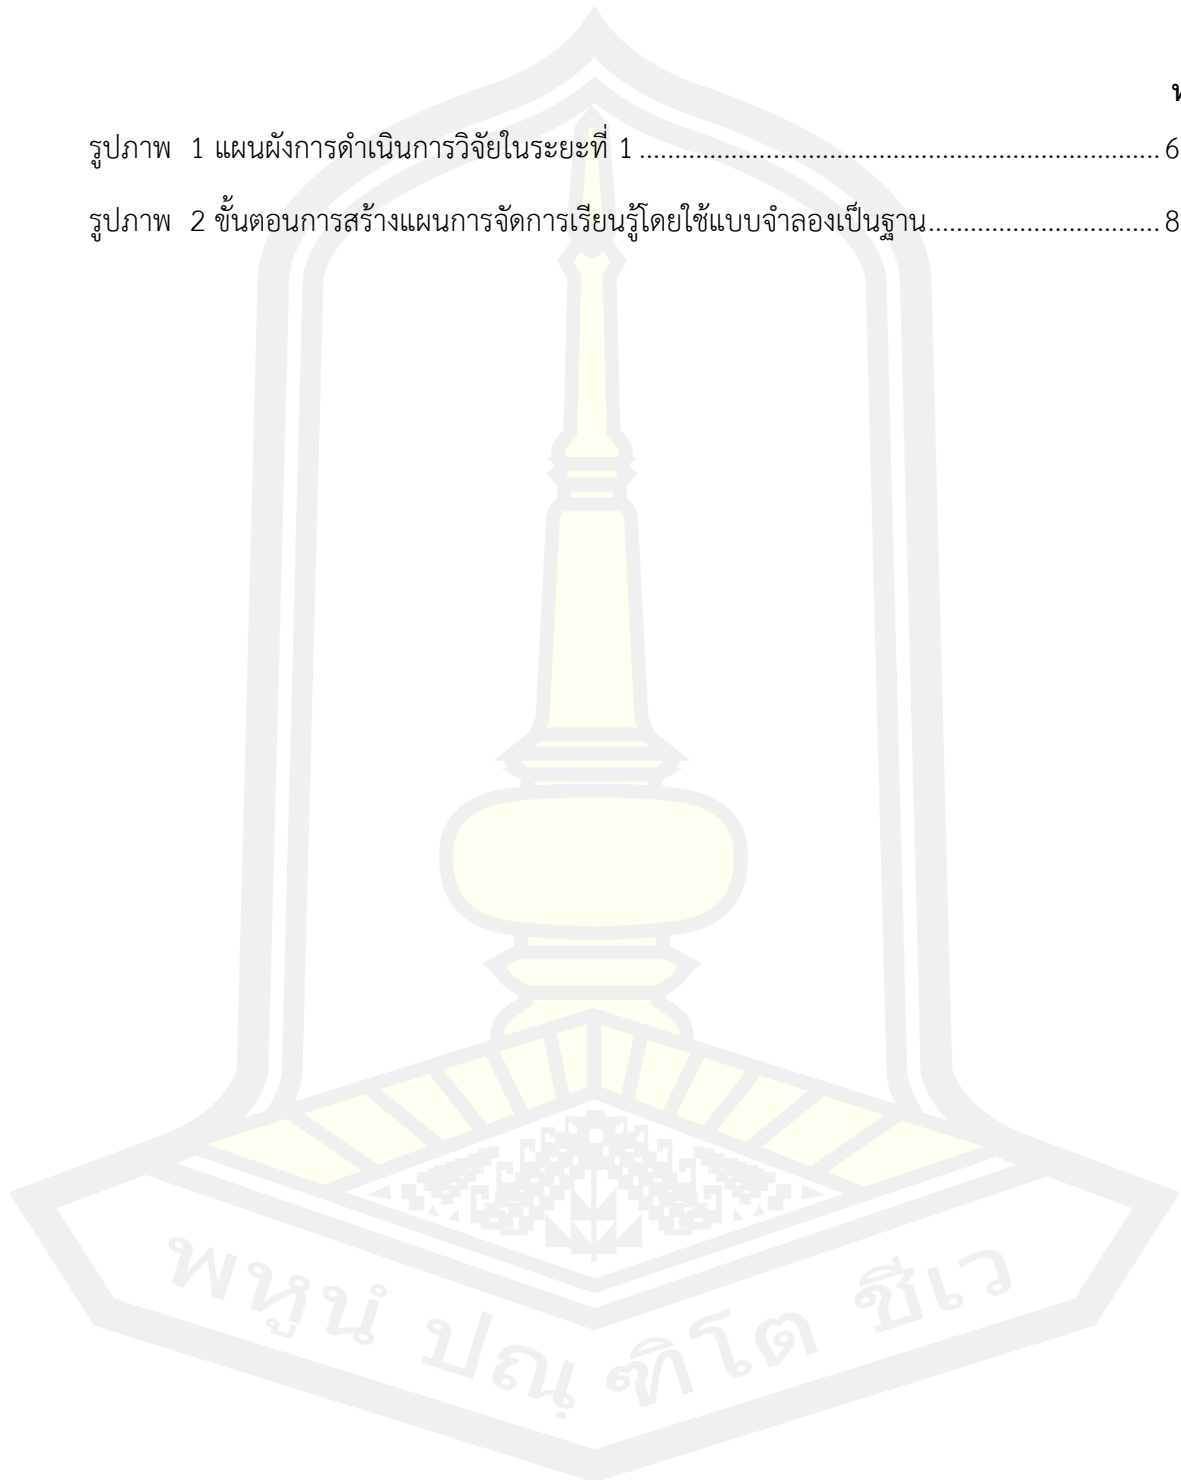 รูปภาพ 1 แผนผังการดำเนินการวิจัยในระยะที่ 1 ........................................................................................ 6
รูปภาพ 2 ขั้นตอนการสร้างแผนการจัดการเรียนรู้โดยใช้แบบจำลองเป็นฐาน............................... 8
พหูนํ ปณฺฑิโต ชีเว